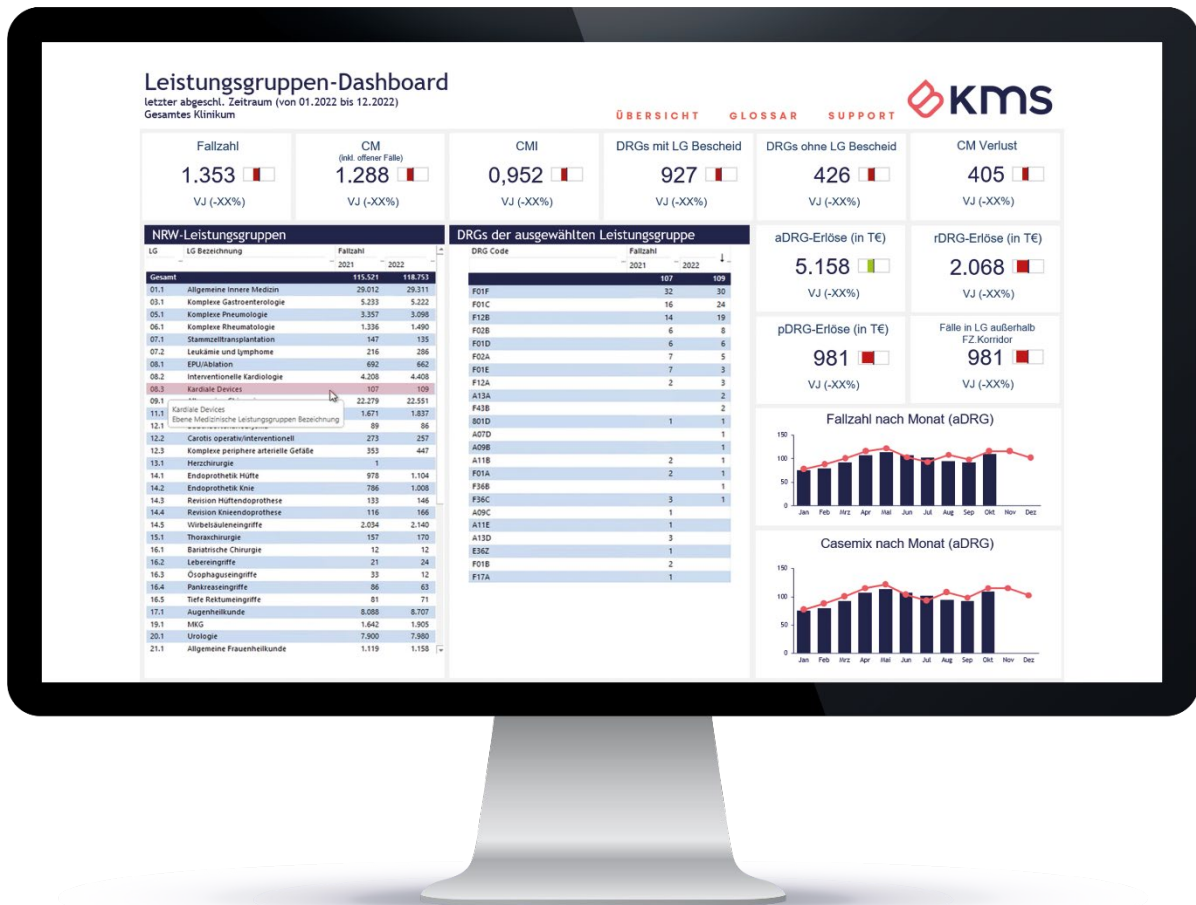 Leistungsgruppen-Dashboard
letzter abgeschl. Zeitraum (von 01.2022 bis 12.2022)
Gesamtes Klinikum
ÜBERSICHT GLOSSAR SUPPORT
kms
Fallzahl
1.353
VJ (-XX%)
CM
(inkl. offener Fälle)
1.288
VJ (-XX%)
CMI
0,952
VJ (-XX%)
DRGs mit LG Bescheid
927
VJ (-XX%)
DRGs ohne LG Bescheid
426
VJ (-XX%)
CM Verlust
405
VJ (-XX%)
NRW-Leistungsgruppen
LG LG Bezeichnung Fallzahl
2021 2022
Gesamt 115.521 118.753
01.1 Allgemeine Innere Medizin 29.012 29.311
03.1 Komplexe Gastroenterologie 5.233 5.222
05.1 Komplexe Pneumologie 3.357 3.098
06.1 Komplexe Rheumatologie 1.336 1.490
07.1 Stammzelltransplantation 147 135
07.2 Leukämie und Lymphome 216 286
08.1 EPU/Ablation 692 662
08.2 Interventionelle Kardiologie 4.208 4.408
08.3 Kardiale Devices 107 109
09.1 22.279 22.551
11.1 1.671 1.837
Kardiale Devices
Ebene Medizinische Leistungsgruppen Bezeichnung
12.1 89 86
12.2 Carotis operativ/interventionell 273 257
12.3 Komplexe periphere arterielle Gefäße 353 447
13.1 Herzchirurgie 1
14.1 Endoprothetik Hüfte 978 1.104
14.2 Endoprothetik Knie 786 1.008
14.3 Revision Hüftendoprothese 133 146
14.4 Revision Knieendoprothese 116 166
14.5 Wirbelsäuleneingriffe 2.034 2.140
15.1 Thoraxchirurgie 157 170
16.1 Bariatrische Chirurgie 12 12
16.2 Lebereingriffe 21 24
16.3 Ösophaguseingriffe 33 12
16.4 Pankreaseingriffe 86 63
16.5 Tiefe Rektumeingriffe 81 71
17.1 Augenheilkunde 8.088 8.707
19.1 MKG 1.642 1.905
20.1 Urologie 7.900 7.980
21.1 Allgemeine Frauenheilkunde 1.119 1.158
DRGs der ausgewählten Leistungsgruppe
DRG Code Fallzahl
2021 2022
107 109
F01F 32 30
F01C 16 24
F12B 14 19
F02B 6 8
F01D 6 6
F02A 7 5
F01E 7 3
F12A 2 3
A13A 2
F43B 2
801D 1 1
A07D 1
A09B 1
A11B 2 1
F01A 2 1
F36B 1
F36C 3 1
A09C 1
A11E 1
A13D 3
E36Z 1
F01B 2
F17A 1
aDRG-Erlöse (in T€)
5.158
VJ (-XX%)
rDRG-Erlöse (in T€)
2.068
VJ (-XX%)
pDRG-Erlöse (in T€)
981
VJ (-XX%)
Fälle in LG außerhalb
FZ.Korridor
981
VJ (-XX%)
Fallzahl nach Monat (aDRG)
150
100
50
0
Jan Feb Mrz Apr Mai Jun Jul Aug Sep Okt Nov Dez
Casemix nach Monat (aDRG)
150
100
50
0
Jan Feb Mrz Apr Mai Jun Jul Aug Sep Okt Nov Dez